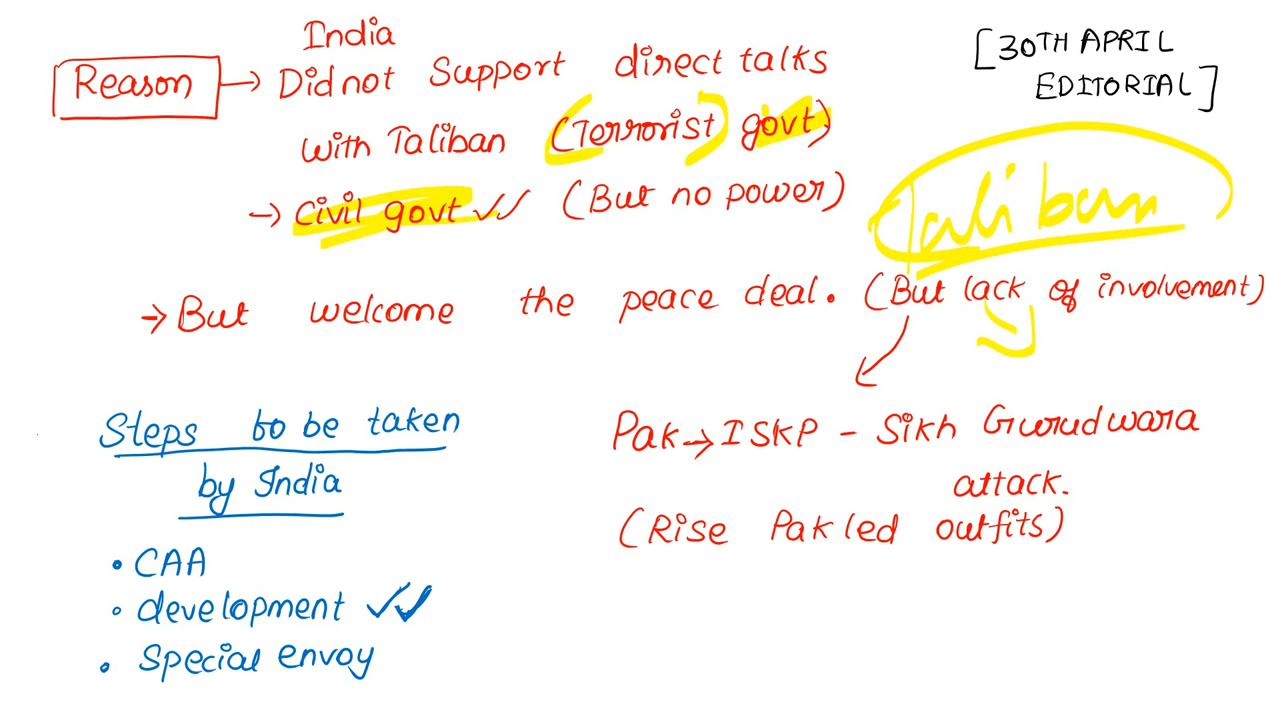 [30TH APRIL
EDITORIAL]
India
Reason → Did not Support direct talks
with Taliban (Terrorist) govt)
→ Civil govt ✓✓ (But no power)
Taliban
→ But welcome the peace deal. (But lack of involvement)
Steps to be taken
by India
• CAA
• development ✓✓
• Special envoy
Pak → ISKP - Sikh Gurudwara
attack.
(Rise Pak led outfits)